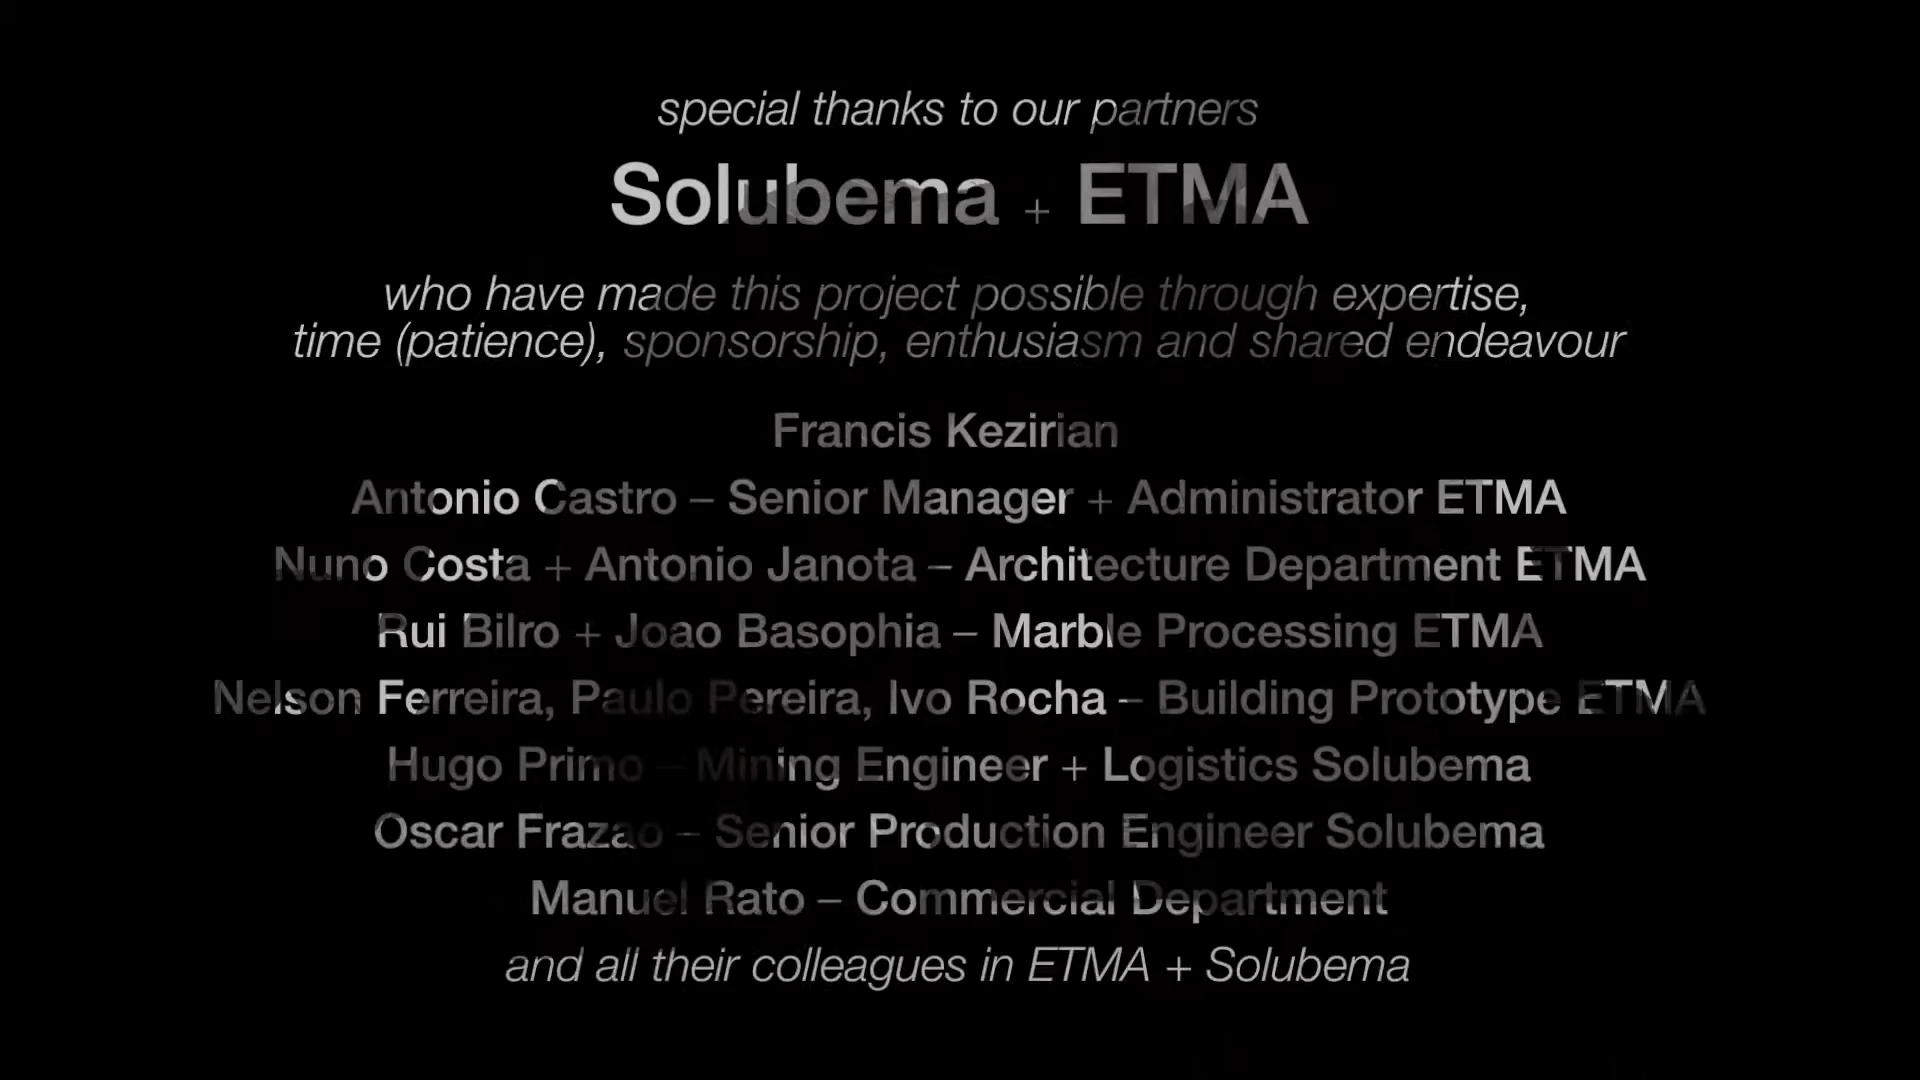 special thanks to our partners
Solubema + ETMA
who have made this project possible through expertise,
time (patience), sponsorship, enthusiasm and shared endeavour
Francis Kezirian
Antonio Castro – Senior Manager + Administrator ETMA
Nuno Costa + Antonio Janota – Architecture Department ETMA
Rui Bilro + Joao Basophia – Marble Processing ETMA
Nelson Ferreira, Paulo Pereira, Ivo Rocha – Building Prototype ETMA
Hugo Primo – Mining Engineer + Logistics Solubema
Oscar Frazao – Senior Production Engineer Solubema
Manuel Rato – Commercial Department
and all their colleagues in ETMA + Solubema